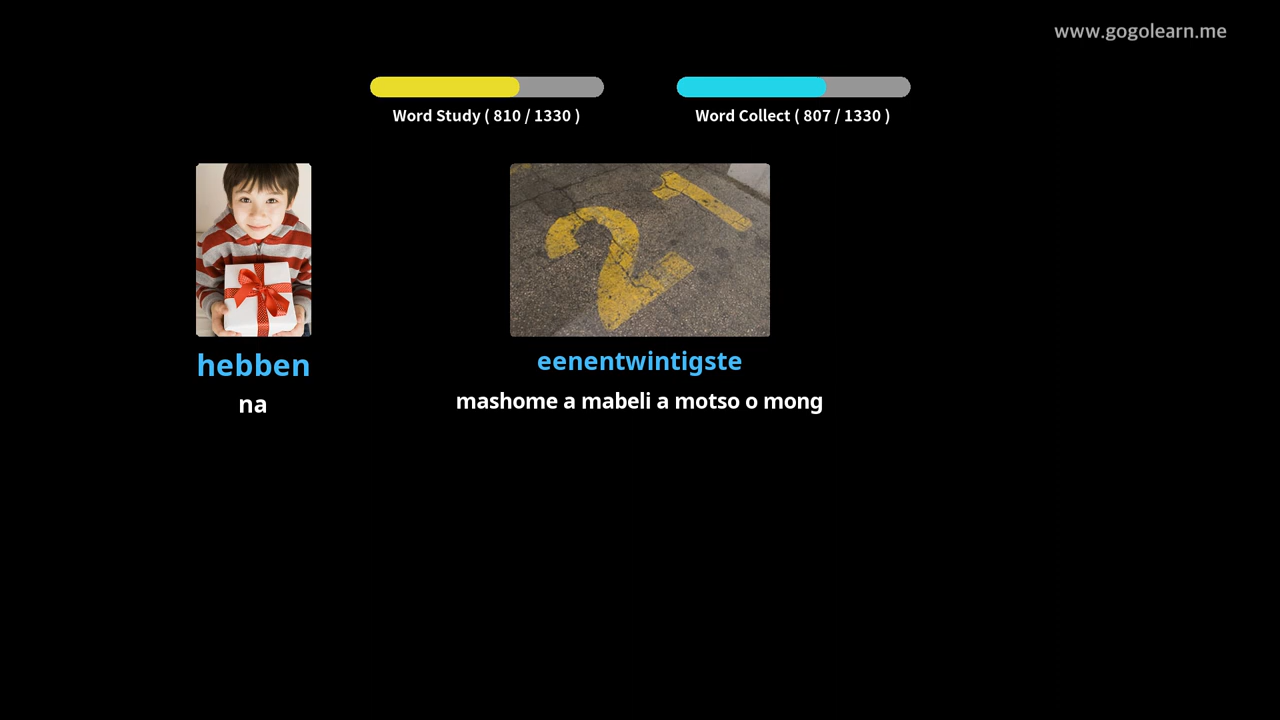 www.gogolearn.me
Word Study ( 810 / 1330 )
Word Collect ( 807 / 1330 )
21
hebben
na
eenentwintigste
mashome a mabeli a motso o mong